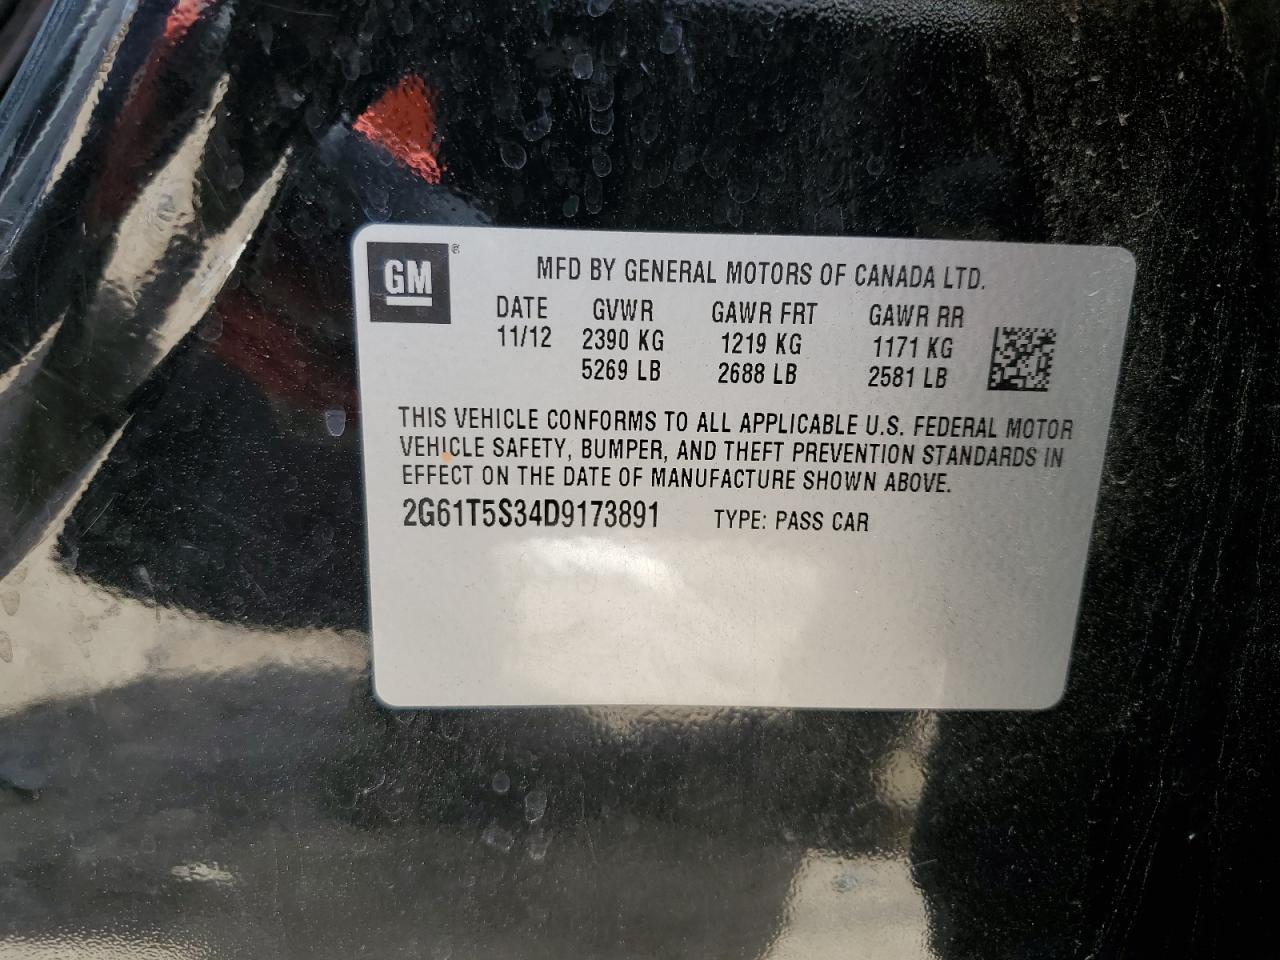 GM ®
MFD BY GENERAL MOTORS OF CANADA LTD.
DATE GVWR GAWR FRT GAWR RR
11/12 2390 KG 1219 KG 1171 KG
5269 LB 2688 LB 2581 LB
THIS VEHICLE CONFORMS TO ALL APPLICABLE U.S. FEDERAL MOTOR
VEHICLE SAFETY, BUMPER, AND THEFT PREVENTION STANDARDS IN
EFFECT ON THE DATE OF MANUFACTURE SHOWN ABOVE.
2G61T5S34D9173891 TYPE: PASS CAR